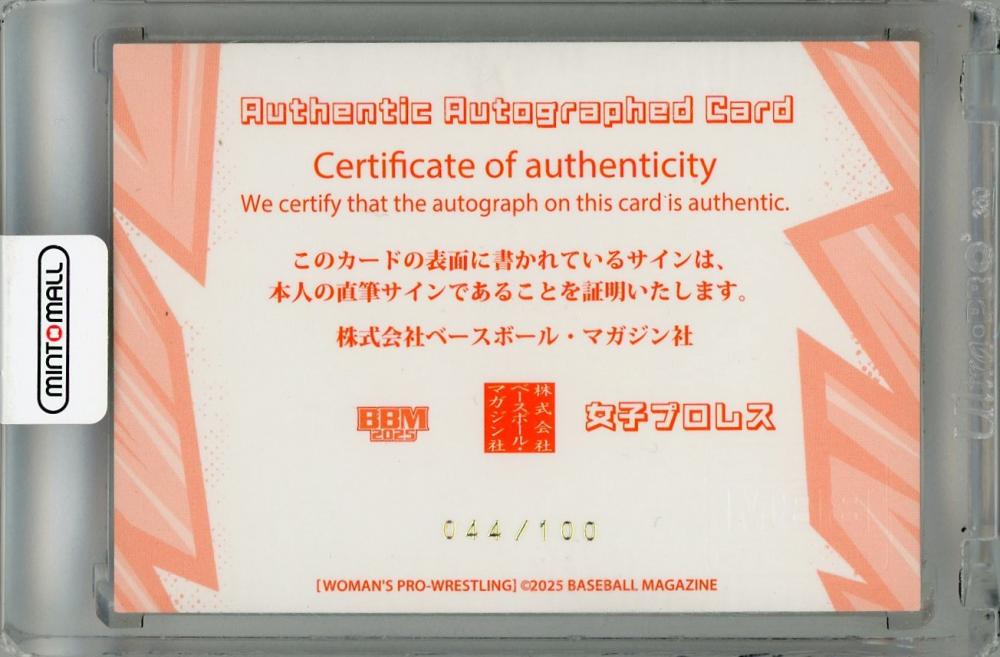 Authentic Autographed Card
Certificate of authenticity
We certify that the autograph on this card is authentic.
このカードの表面に書かれているサインは、
本人の直筆サインであることを証明いたします。
株式会社ベースボール・マガジン社
MINTOMALL
BBM
2025
株式会社
ベースボール・
マガジン社
女子プロレス
044/100
[WOMAN'S PRO-WRESTLING] ©2025 BASEBALL MAGAZINE